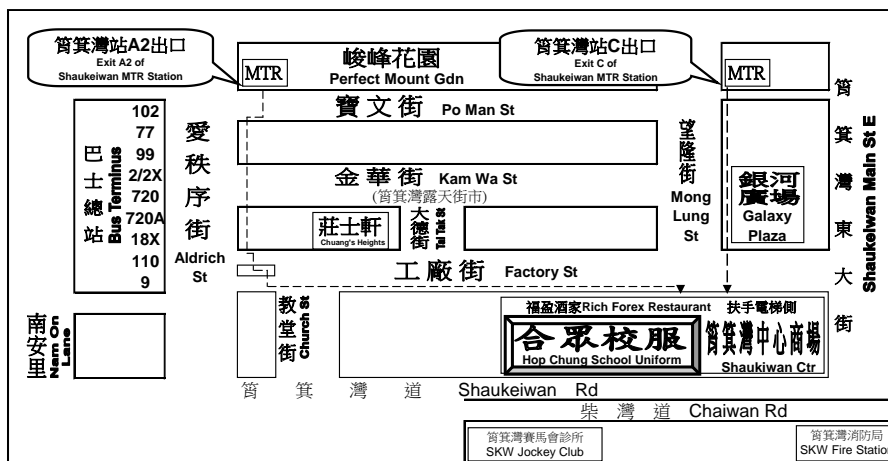 筲箕灣站A2出口
Exit A2 of
Shaukeiwan MTR Station
MTR
峻峰花園
Perfect Mount Gdn
筲箕灣站C出口
Exit C of
Shaukeiwan MTR Station
MTR
寶文街 Po Man St
巴士總站
Bus Terminus
102
77
99
2/2X
720
720A
18X
110
9
愛秩序街
Aldrich
St
金華街 Kam Wa St
(筲箕灣露天街市)
望隆街
Mong
Lung
St
銀河
廣場
Galaxy
Plaza
筲箕灣東大街
Shaukeiwan Main St E
莊士軒
Chuang's Heights
大德街
Tai Tak St
工廠街 Factory St
南安里
Nam On
Lane
教堂街
Church St
福盈酒家Rich Forex Restaurant 扶手電梯側
合眾校服
Hop Chung School Uniform
筲箕灣中心商場
Shaukiwan Ctr
筲箕灣道 Shaukeiwan Rd
柴灣道 Chaiwan Rd
筲箕灣賽馬會診所
SKW Jockey Club
筲箕灣消防局
SKW Fire Station